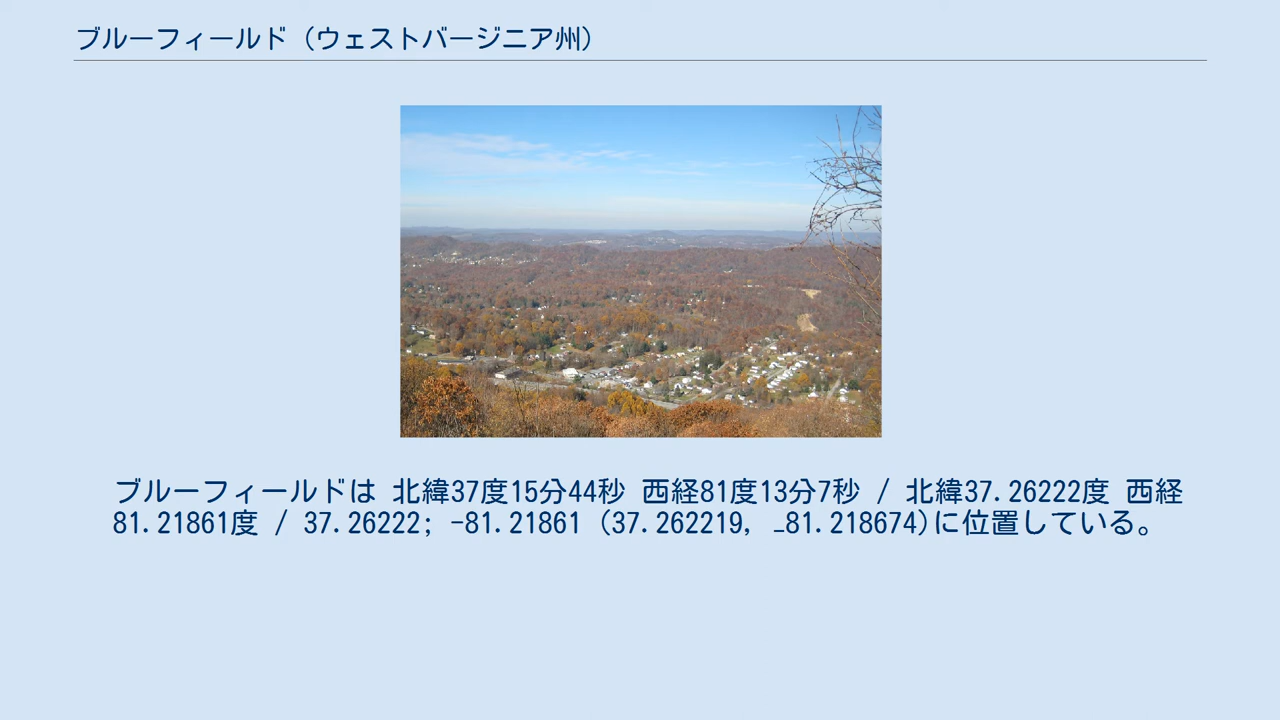 ブルーフィールド (ウェストバージニア州)
ブルーフィールドは 北緯37度15分44秒 西経81度13分7秒 / 北緯37.26222度 西経
81.21861度 / 37.26222; -81.21861 (37.262219, _81.218674)に位置している。